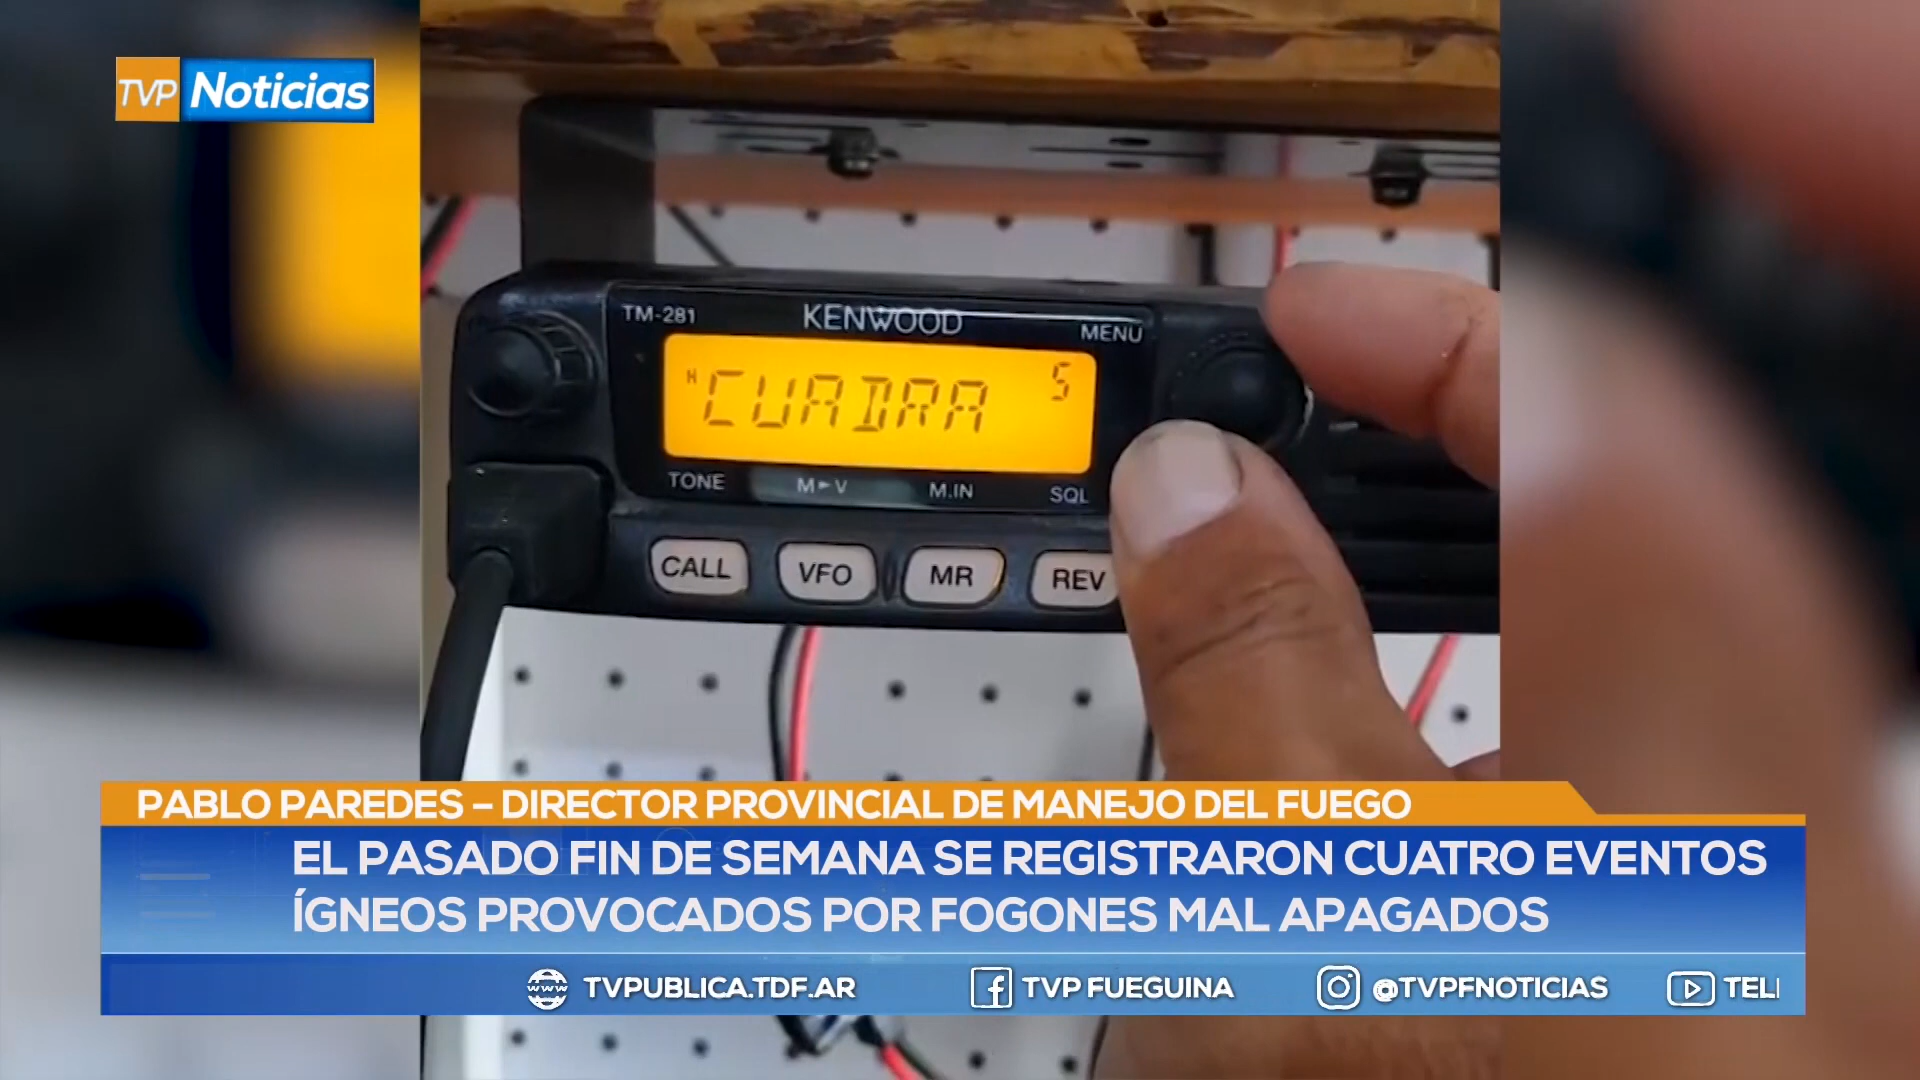 TVP Noticias
TM-281 KENWOOD MENU
H CUADRA 5
TONE M►V M.IN SQL
CALL VFO MR REV
PABLO PAREDES – DIRECTOR PROVINCIAL DE MANEJO DEL FUEGO
EL PASADO FIN DE SEMANA SE REGISTRARON CUATRO EVENTOS
ÍGNEOS PROVOCADOS POR FOGONES MAL APAGADOS
TVPUBLICA.TDF.AR TVP FUEGUINA @TVPFNOTICIAS